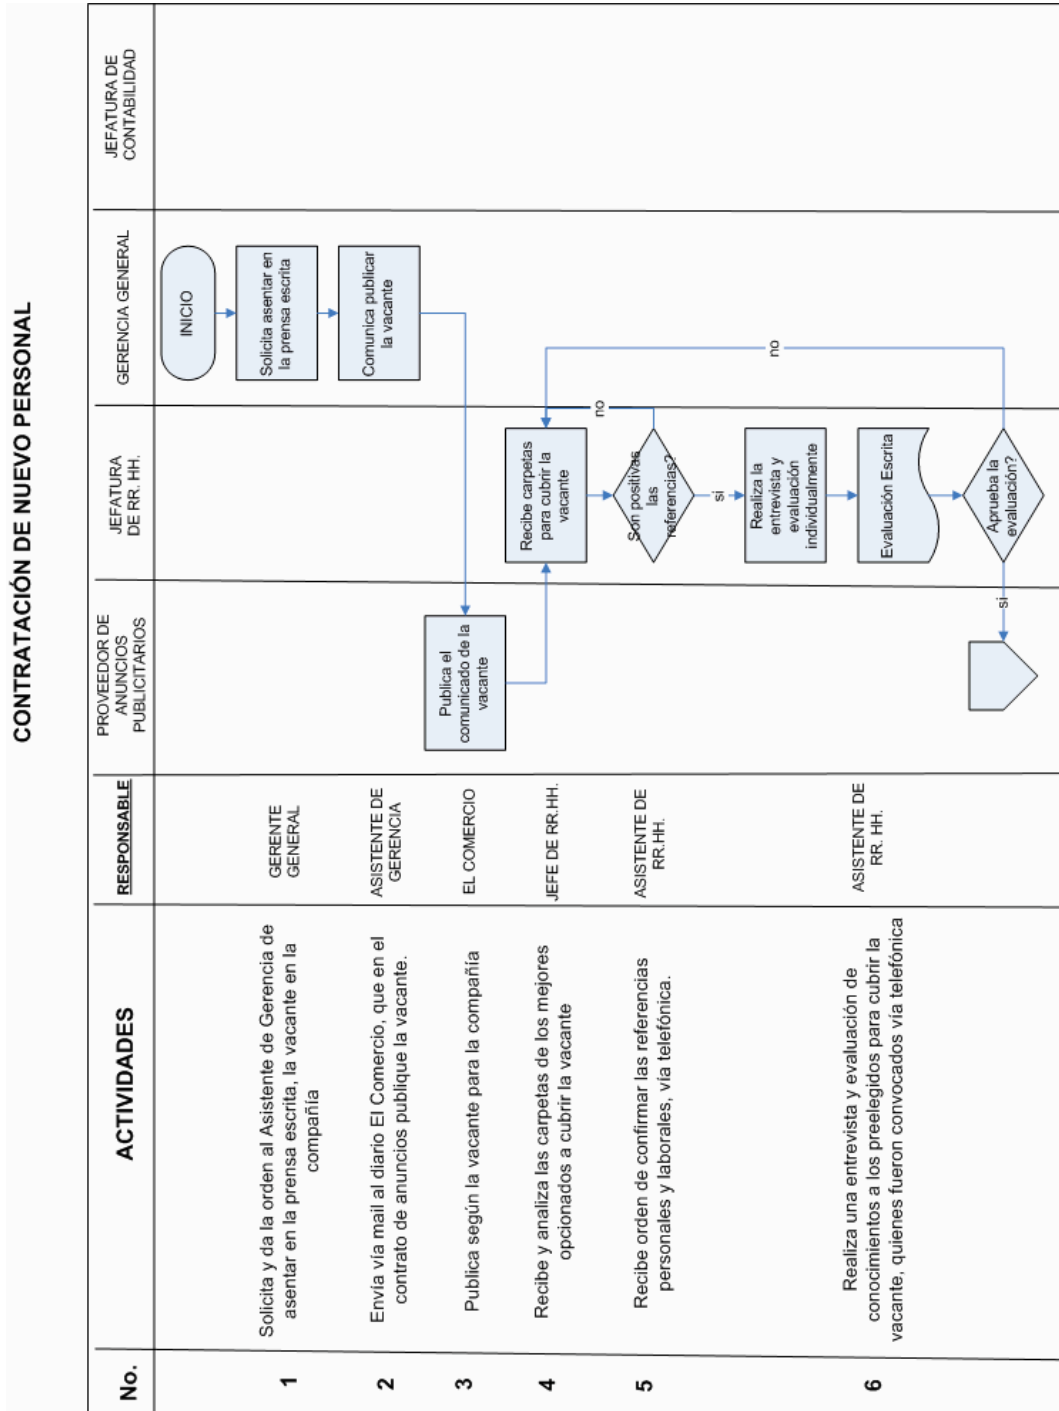 CONTRATACIÓN DE NUEVO PERSONAL
No.
ACTIVIDADES
RESPONSABLE
PROVEEDOR DE
ANUNCIOS
PUBLICITARIOS
JEFATURA
DE RR. HH.
GERENCIA GENERAL
JEFATURA DE
CONTABILIDAD
INICIO
1
Solicita y da la orden al Asistente de Gerencia de
asentar en la prensa escrita, la vacante en la
compañía
GERENTE
GENERAL
Solicita asentar en
la prensa escrita
2
Envía vía mail al diario El Comercio, que en el
contrato de anuncios publique la vacante.
ASISTENTE DE
GERENCIA
Comunica publicar
la vacante
3
Publica según la vacante para la compañía
EL COMERCIO
Publica el
comunicado de la
vacante
4
Recibe y analiza las carpetas de los mejores
opcionados a cubrir la vacante
JEFE DE RR.HH.
Recibe carpetas
para cubrir la
vacante
5
Recibe orden de confirmar las referencias
personales y laborales, vía telefónica.
ASISTENTE DE
RR.HH.
Son positivas
las
referencias?
no
si
6
Realiza una entrevista y evaluación de
conocimientos a los preelegidos para cubrir la
vacante, quienes fueron convocados vía telefónica
ASISTENTE DE
RR. HH.
Realiza la
entrevista y
evaluación
individualmente
no
Evaluación Escrita
Aprueba la
evaluación?
si